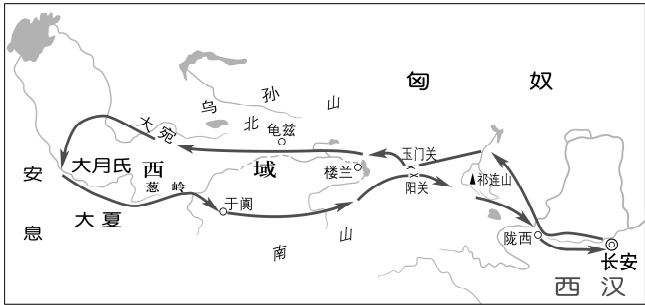 匈奴
乌孙
北山
大宛
龟兹
玉门关
楼兰
阳关
祁连山
大月氏
西域
葱岭
安息
大夏
于阗
南山
陇西
长安
西汉